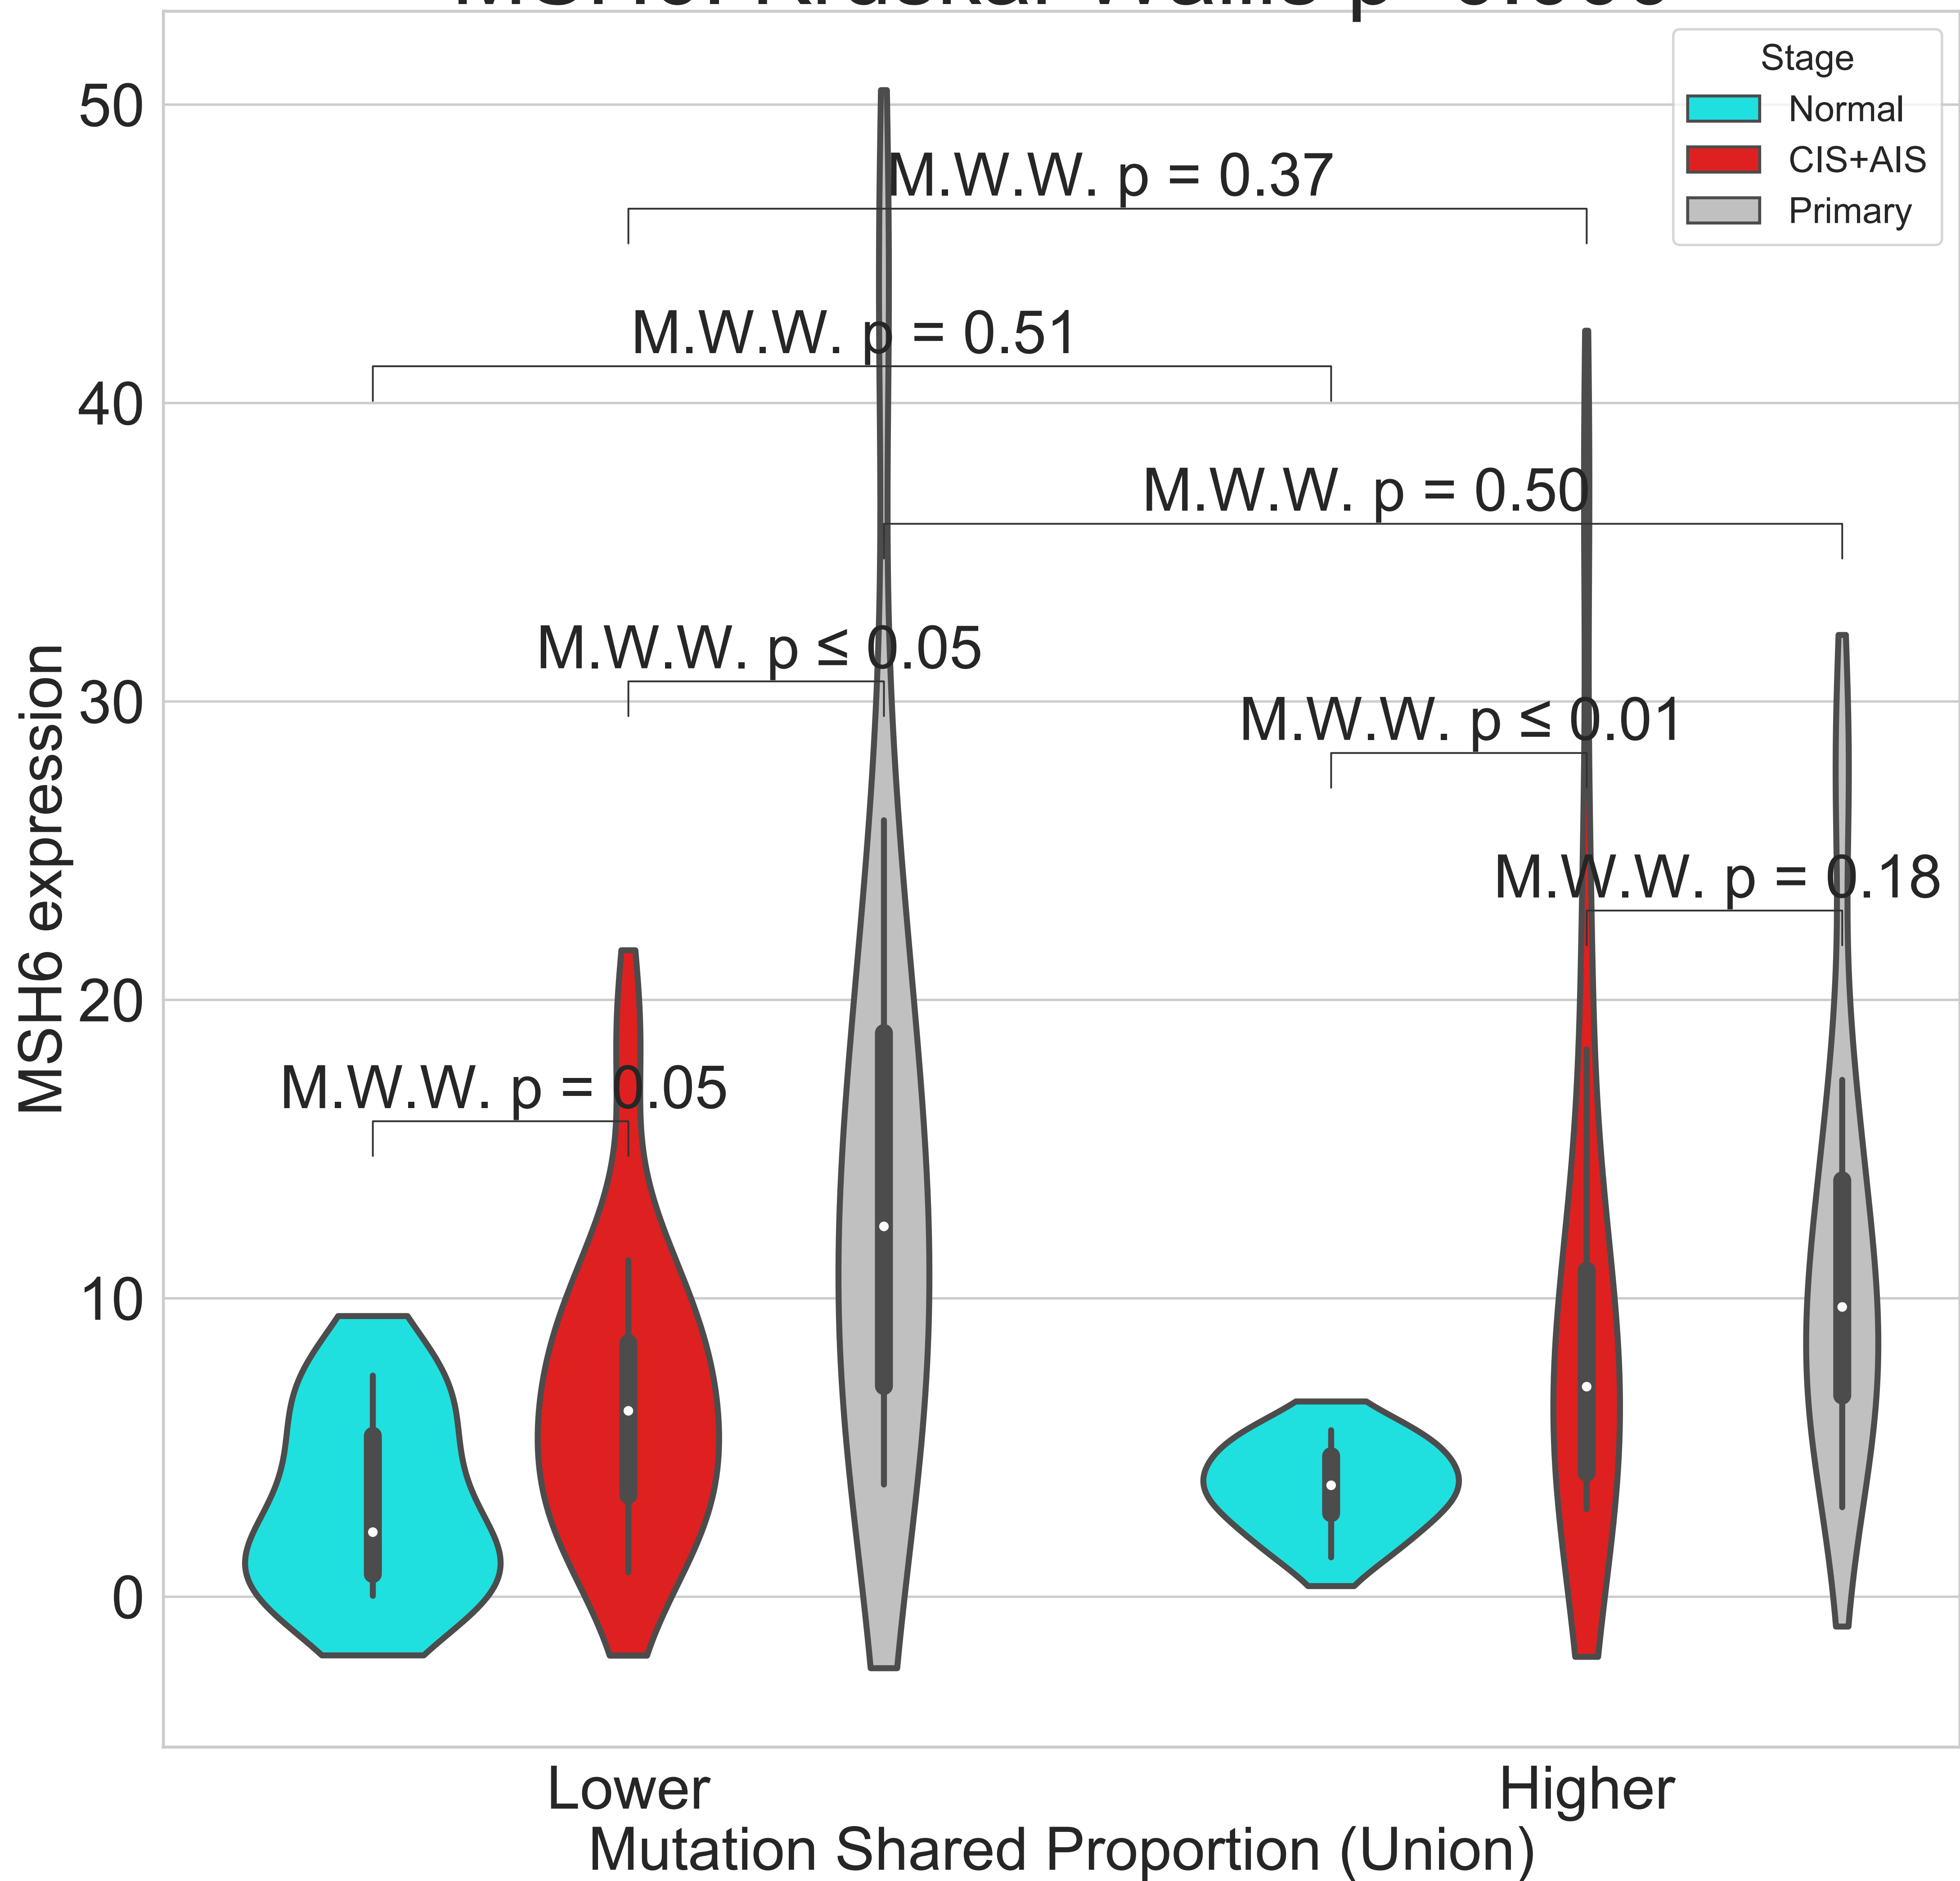 Stage
Normal
CIS+AIS
Primary
50
40
30
20
10
0
MSH6 expression
M.W.W. p = 0.37
M.W.W. p = 0.51
M.W.W. p = 0.50
M.W.W. p ≤ 0.05
M.W.W. p ≤ 0.01
M.W.W. p = 0.18
M.W.W. p = 0.05
Lower
Higher
Mutation Shared Proportion (Union)